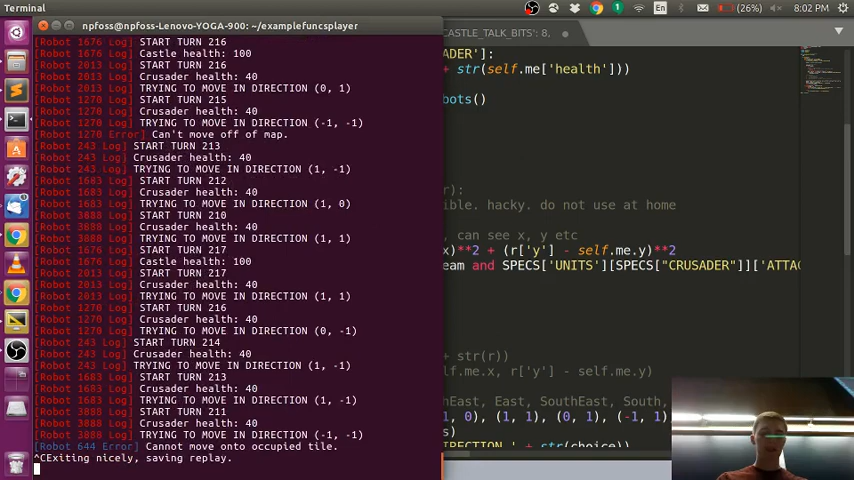 Terminal
En
(26%)
8:02 PM
npfoss@npfoss-Lenovo-YOGA-900: ~/examplefuncsplayer
CASTLE_TALK_BITS': 8,
[Robot 1676 Log] START TURN 216
[Robot 1676 Log] Castle health: 100
[Robot 2013 Log] START TURN 216
[Robot 2013 Log] Crusader health: 40
[Robot 2013 Log] TRYING TO MOVE IN DIRECTION (0, 1)
[Robot 1270 Log] START TURN 215
[Robot 1270 Log] Crusader health: 40
[Robot 1270 Log] TRYING TO MOVE IN DIRECTION (-1, -1)
[Robot 1270 Error] Can't move off of map.
[Robot 243 Log] START TURN 213
[Robot 243 Log] Crusader health: 40
[Robot 243 Log] TRYING TO MOVE IN DIRECTION (1, -1)
[Robot 1683 Log] START TURN 212
[Robot 1683 Log] Crusader health: 40
[Robot 1683 Log] TRYING TO MOVE IN DIRECTION (1, 0)
[Robot 3888 Log] START TURN 210
[Robot 3888 Log] Crusader health: 40
[Robot 3888 Log] TRYING TO MOVE IN DIRECTION (1, 1)
[Robot 1676 Log] START TURN 217
[Robot 1676 Log] Castle health: 100
[Robot 2013 Log] START TURN 217
[Robot 2013 Log] Crusader health: 40
[Robot 2013 Log] TRYING TO MOVE IN DIRECTION (1, 1)
[Robot 1270 Log] START TURN 216
[Robot 1270 Log] Crusader health: 40
[Robot 1270 Log] TRYING TO MOVE IN DIRECTION (0, -1)
[Robot 243 Log] START TURN 214
[Robot 243 Log] Crusader health: 40
[Robot 243 Log] TRYING TO MOVE IN DIRECTION (1, -1)
[Robot 1683 Log] START TURN 213
[Robot 1683 Log] Crusader health: 40
[Robot 1683 Log] TRYING TO MOVE IN DIRECTION (1, -1)
[Robot 3888 Log] START TURN 211
[Robot 3888 Log] Crusader health: 40
[Robot 3888 Log] TRYING TO MOVE IN DIRECTION (-1, -1)
[Robot 644 Error] Cannot move onto occupied tile.
^CExiting nicely, saving replay.
ADER']:
+ str(self.me['health']))
bots()
r):
ible. hacky. do not use at home
, can see x, y etc
x)**2 + (r['y'] - self.me.y)**2
eam and SPECS['UNITS'][SPECS["CRUSADER"]]['ATTAC
+ str(r))
lf.me.x, r['y'] - self.me.y)
hEast, East, SouthEast, South,
1, 0), (1, 1), (0, 1), (-1, 1)
s)
DIRECTION ' + str(choice))